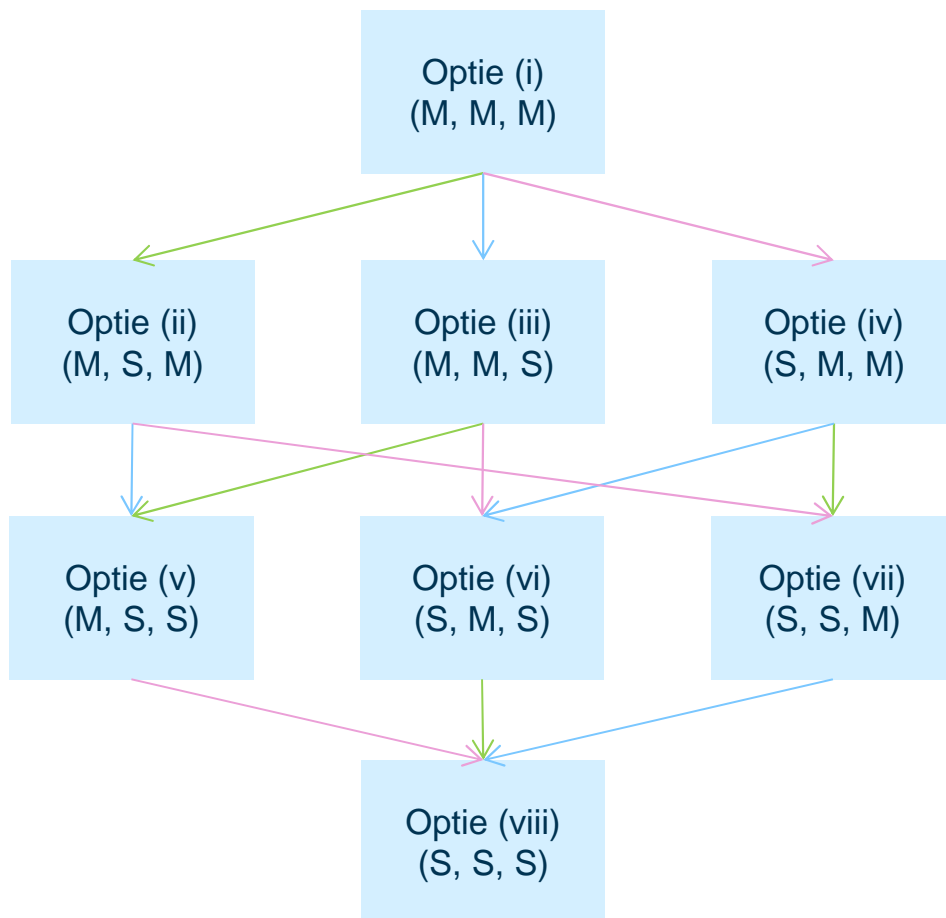 Optie (i)
(M, M, M)
Optie (ii)
(M, S, M)
Optie (iii)
(M, M, S)
Optie (iv)
(S, M, M)
Optie (v)
(M, S, S)
Optie (vi)
(S, M, S)
Optie (vii)
(S, S, M)
Optie (viii)
(S, S, S)